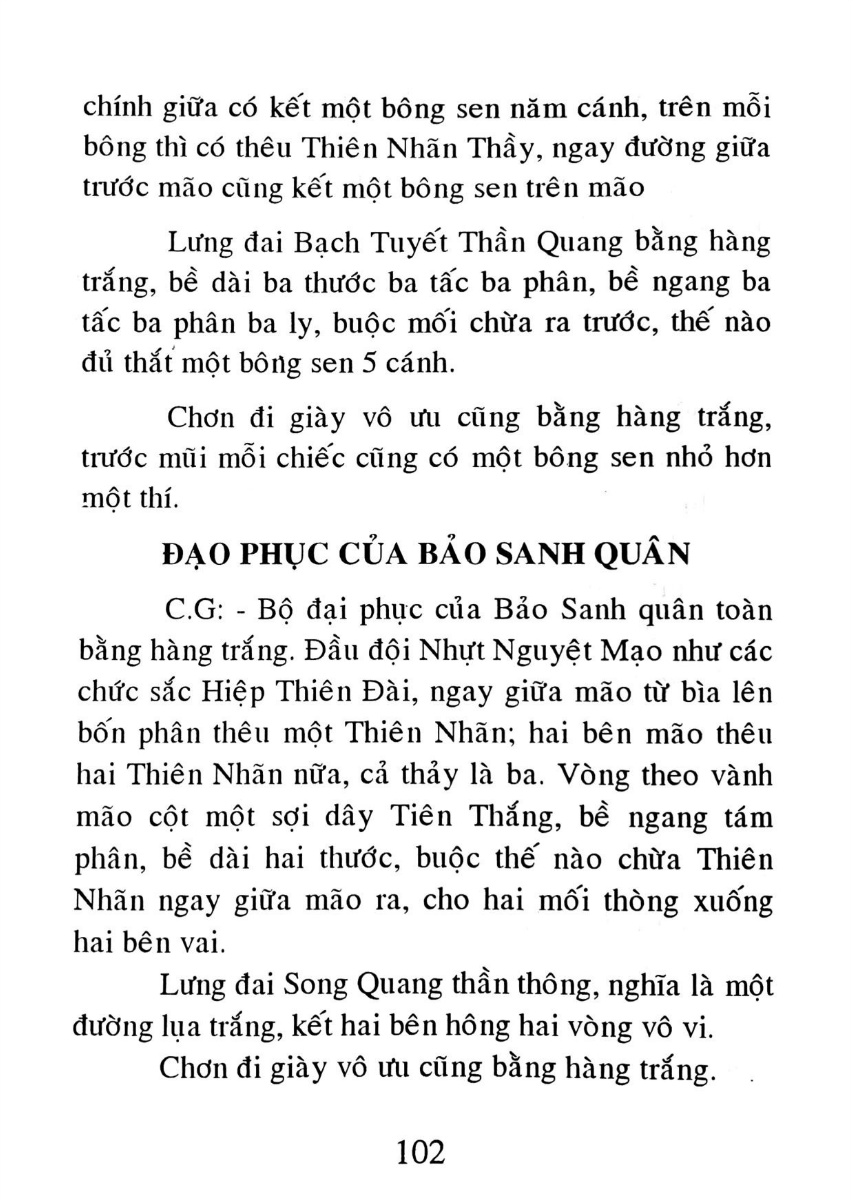 chính giữa có kết một bông sen năm cánh, trên mỗi
bông thì có thêu Thiên Nhãn Thầy, ngay đường giữa
trước mão cũng kết một bông sen trên mão
Lưng đai Bạch Tuyết Thần Quang bằng hàng
trắng, bề dài ba thước ba tấc ba phân, bề ngang ba
tấc ba phân ba ly, buộc mối chừa ra trước, thế nào
đủ thắt một bông sen 5 cánh.
Chơn đi giày vô ưu cũng bằng hàng trắng,
trước mũi mỗi chiếc cũng có một bông sen nhỏ hơn
một thí.
ĐẠO PHỤC CỦA BẢO SANH QUÂN
C.G: - Bộ đại phục của Bảo Sanh quân toàn
bằng hàng trắng. Đầu đội Nhựt Nguyệt Mạo như các
chức sắc Hiệp Thiên Đài, ngay giữa mão từ bìa lên
bốn phân thêu một Thiên Nhãn; hai bên mão thêu
hai Thiên Nhãn nữa, cả thảy là ba. Vòng theo vành
mão cột một sợi dây Tiên Thắng, bề ngang tám
phân, bề dài hai thước, buộc thế nào chừa Thiên
Nhãn ngay giữa mão ra, cho hai mối thòng xuống
hai bên vai.
Lưng đai Song Quang thần thông, nghĩa là một
đường lụa trắng, kết hai bên hông hai vòng vô vi.
Chơn đi giày vô ưu cũng bằng hàng trắng.
102